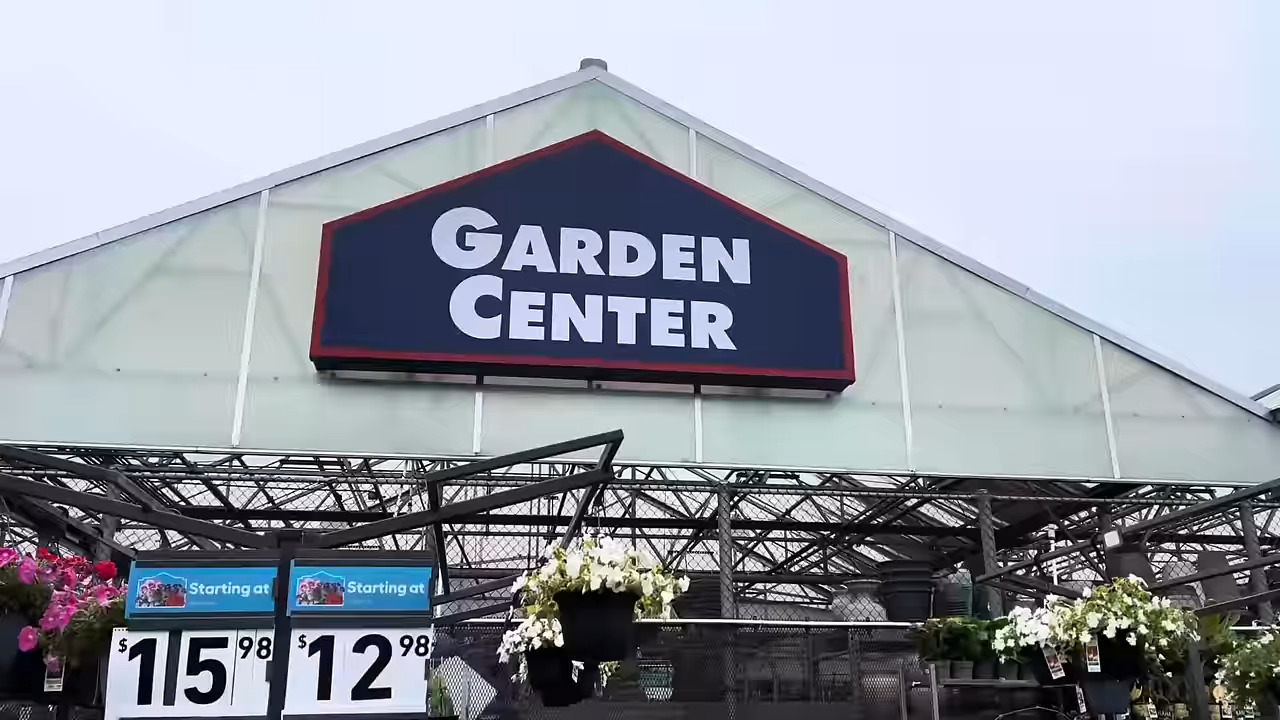 GARDEN
CENTER
Starting at
$15.98
Starting at
$12.98